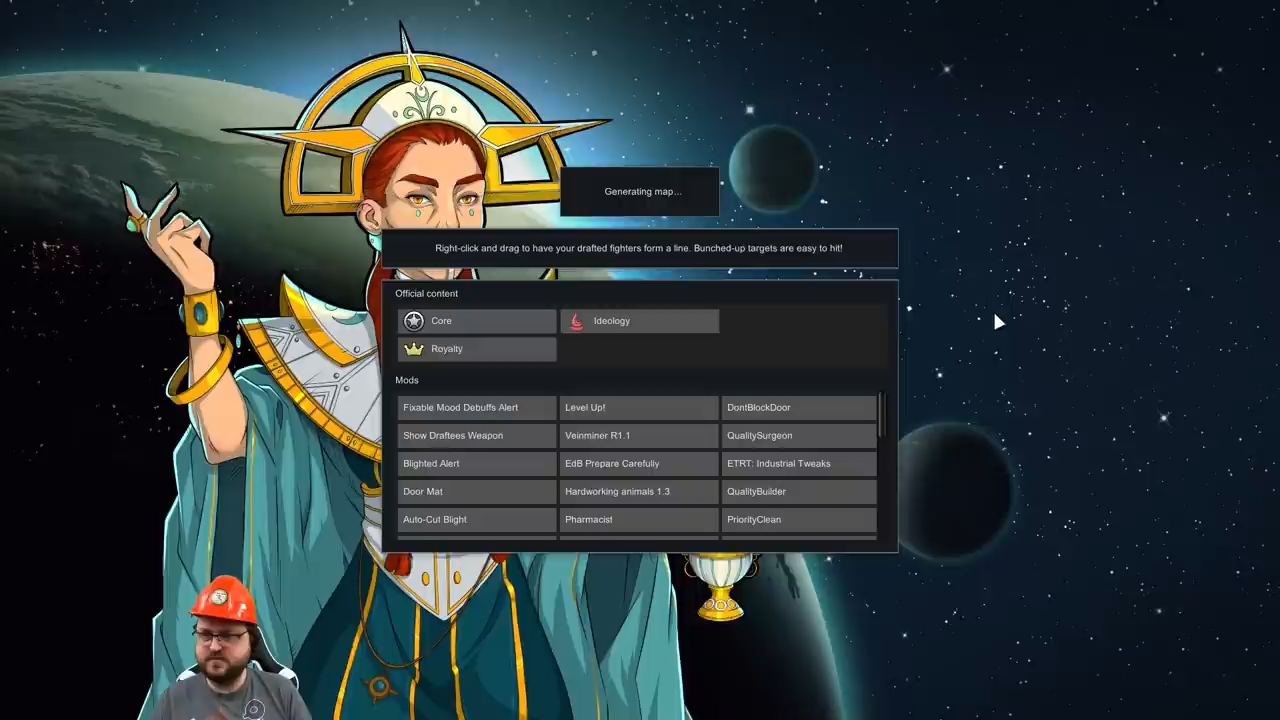 Generating map...
Right-click and drag to have your drafted fighters form a line. Bunched-up targets are easy to hit!
Official content
Core
Ideology
Royalty
Mods
Fixable Mood Debuffs Alert
Level Up!
DontBlockDoor
Show Draftees Weapon
Veinminer R1.1
QualitySurgeon
Blighted Alert
EdB Prepare Carefully
ETRT: Industrial Tweaks
Door Mat
Hardworking animals 1.3
QualityBuilder
Auto-Cut Blight
Pharmacist
PriorityClean